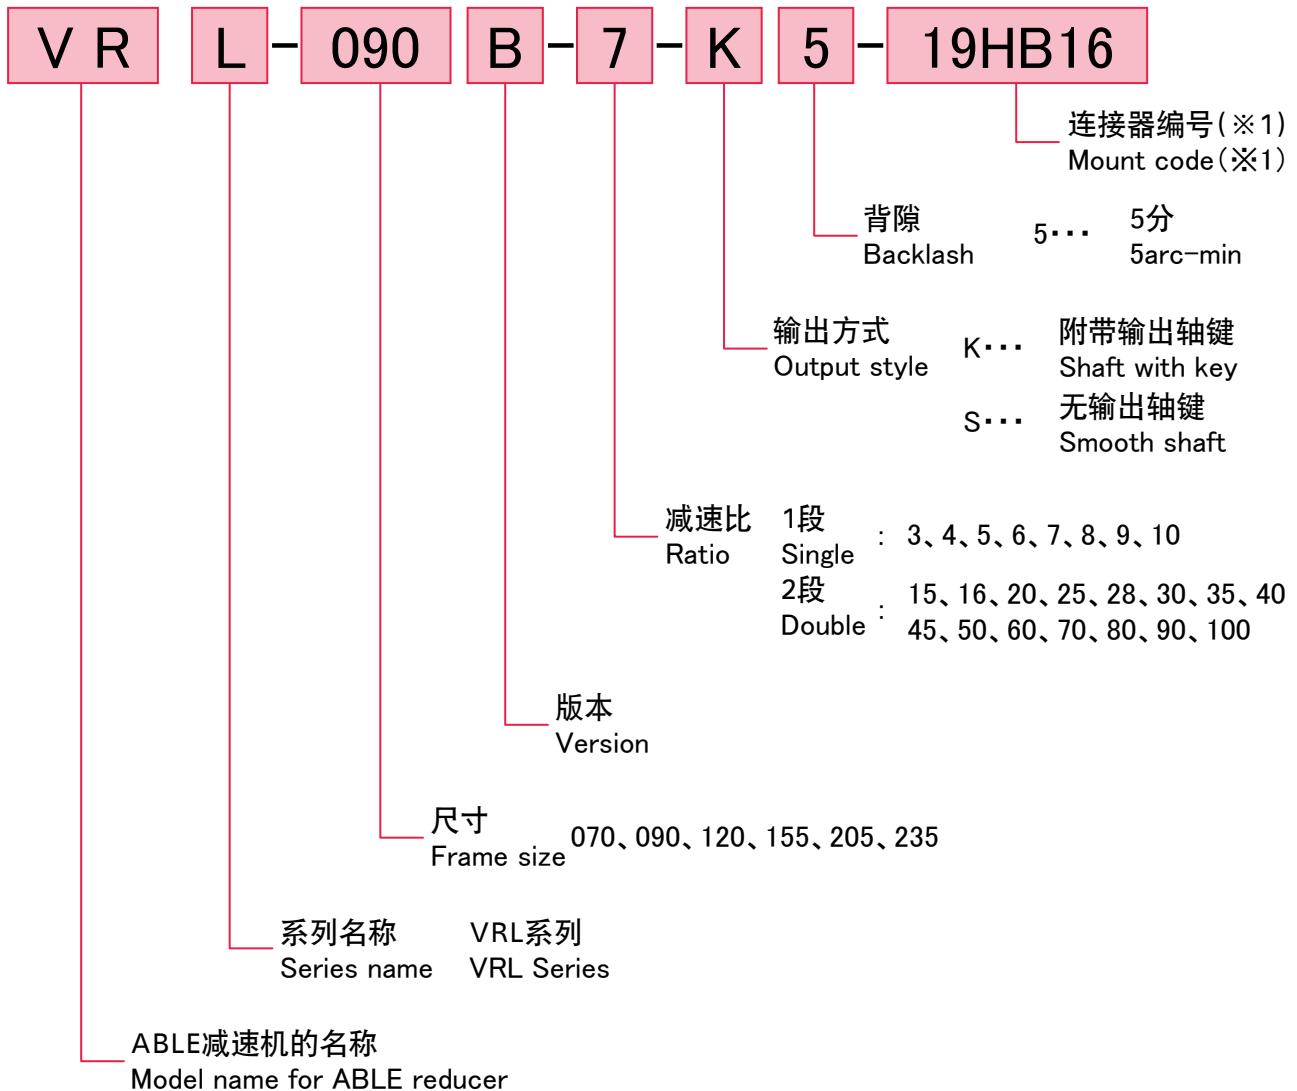 VR L-090 B-7-K 5-19HB16
连接器编号(※1)
Mount code(※1)
背隙 5··· 5分
Backlash 5arc-min
输出方式 K··· 附带输出轴键
Output style Shaft with key
S··· 无输出轴键
Smooth shaft
减速比 1段 : 3、4、5、6、7、8、9、10
Ratio Single
2段 : 15、16、20、25、28、30、35、40
Double 45、50、60、70、80、90、100
版本
Version
尺寸 070、090、120、155、205、235
Frame size
系列名称 VRL系列
Series name VRL Series
ABLE减速机的名称
Model name for ABLE reducer